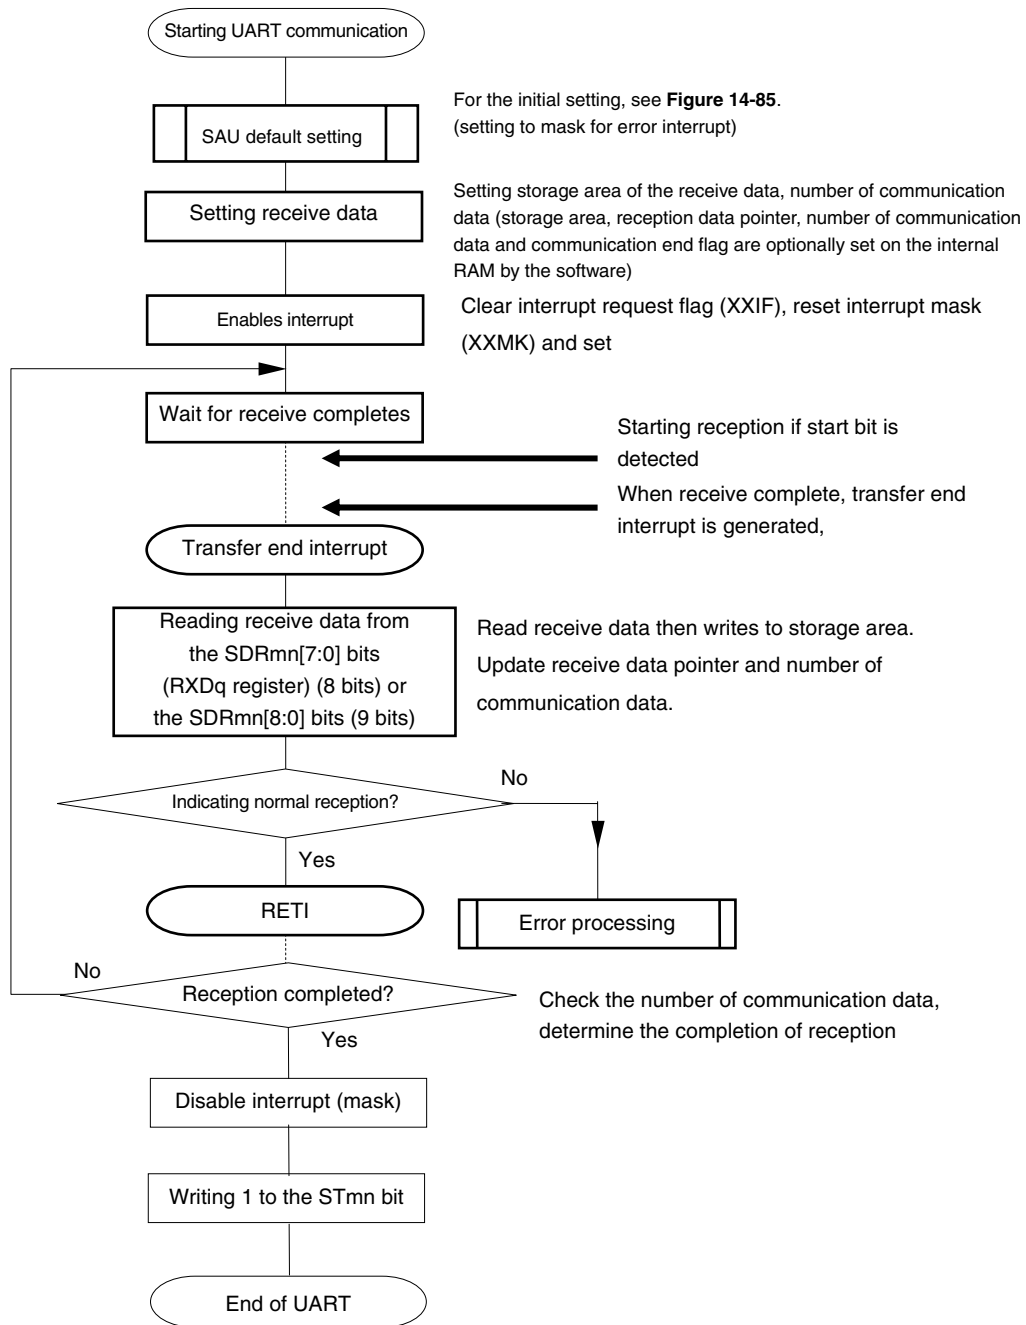 Starting UART communication
For the initial setting, see Figure 14-85.
(setting to mask for error interrupt)
SAU default setting
Setting storage area of the receive data, number of communication
data (storage area, reception data pointer, number of communication
data and communication end flag are optionally set on the internal
RAM by the software)
Setting receive data
Clear interrupt request flag (XXIF), reset interrupt mask
(XXMK) and set
Enables interrupt
Wait for receive completes
Starting reception if start bit is
detected
When receive complete, transfer end
interrupt is generated,
Transfer end interrupt
Reading receive data from
the SDRmn[7:0] bits
(RXDq register) (8 bits) or
the SDRmn[8:0] bits (9 bits)
Read receive data then writes to storage area.
Update receive data pointer and number of
communication data.
No
Indicating normal reception?
Yes
RETI
Error processing
No
Reception completed?
Check the number of communication data,
determine the completion of reception
Yes
Disable interrupt (mask)
Writing 1 to the STmn bit
End of UART